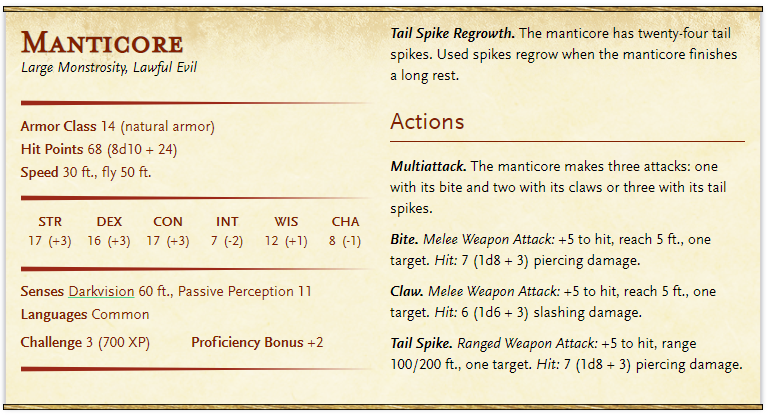 Manticore
Large Monstrosity, Lawful Evil
Armor Class 14 (natural armor)
Hit Points 68 (8d10 + 24)
Speed 30 ft., fly 50 ft.
STR DEX CON INT WIS CHA
17 (+3) 16 (+3) 17 (+3) 7 (-2) 12 (+1) 8 (-1)
Senses Darkvision 60 ft., Passive Perception 11
Languages Common
Challenge 3 (700 XP) Proficiency Bonus +2
Tail Spike Regrowth. The manticore has twenty-four tail
spikes. Used spikes regrow when the manticore finishes
a long rest.
Actions
Multiattack. The manticore makes three attacks: one
with its bite and two with its claws or three with its tail
spikes.
Bite. Melee Weapon Attack: +5 to hit, reach 5 ft., one
target. Hit: 7 (1d8 + 3) piercing damage.
Claw. Melee Weapon Attack: +5 to hit, reach 5 ft., one
target. Hit: 6 (1d6 + 3) slashing damage.
Tail Spike. Ranged Weapon Attack: +5 to hit, range
100/200 ft., one target. Hit: 7 (1d8 + 3) piercing damage.